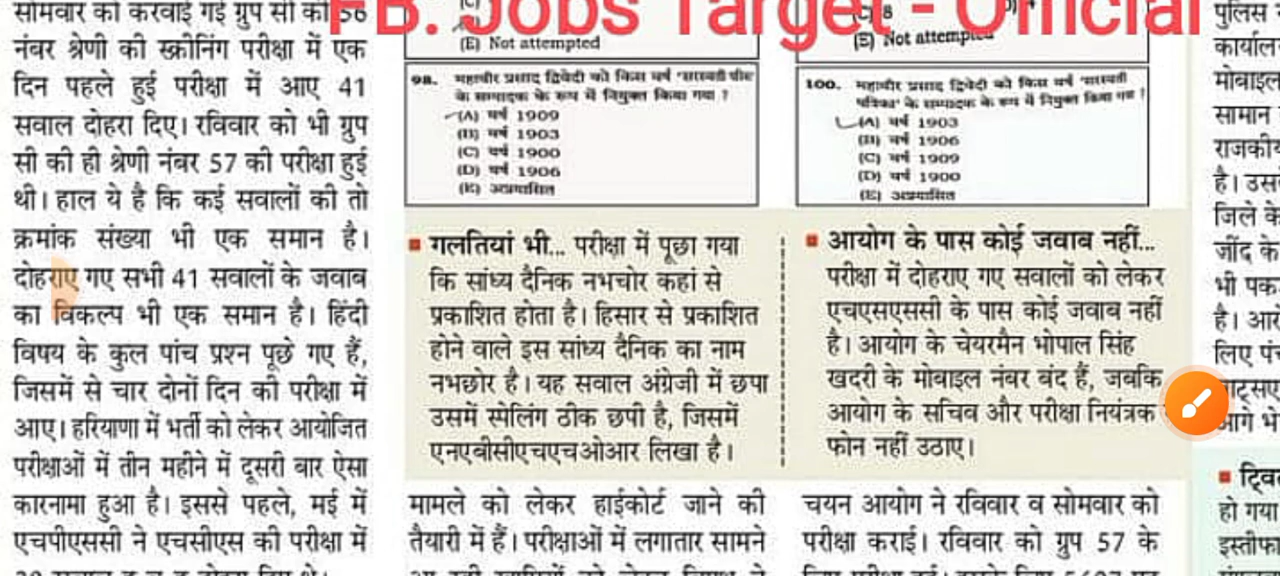 FB: Jobs Target - Official
सोमवार को करवाई गई ग्रुप सी की 56
नंबर श्रेणी की स्क्रीनिंग परीक्षा में एक
दिन पहले हुई परीक्षा में आए 41
सवाल दोहरा दिए। रविवार को भी ग्रुप
सी की ही श्रेणी नंबर 57 की परीक्षा हुई
थी। हाल ये है कि कई सवालों की तो
क्रमांक संख्या भी एक समान है।
दोहराए गए सभी 41 सवालों के जवाब
का विकल्प भी एक समान है। हिंदी
विषय के कुल पांच प्रश्न पूछे गए हैं,
जिसमें से चार दोनों दिन की परीक्षा में
आए। हरियाणा में भर्ती को लेकर आयोजित
परीक्षाओं में तीन महीने में दूसरी बार ऐसा
कारनामा हुआ है। इससे पहले, मई में
एचपीएससी ने एचसीएस की परीक्षा में
(E) Not attempted
98. महावीर प्रसाद द्विवेदी को किस वर्ष 'सरस्वती
के सम्पादक के रूप में नियुक्त किया गया ?
(A) वर्ष 1909
(B) वर्ष 1903
(C) वर्ष 1900
(D) वर्ष 1906
(E) अप्रयासित
(C) 8
(E) Not attempted
100. महावीर प्रसाद द्विवेदी को किस वर्ष 'सरस्वती
पत्रिका' के सम्पादक के रूप में नियुक्त किया गया ?
(A) वर्ष 1903
(B) वर्ष 1906
(C) वर्ष 1909
(D) वर्ष 1900
(E) अप्रयासित
गलतियां भी... परीक्षा में पूछा गया
कि सांध्य दैनिक नभचोर कहां से
प्रकाशित होता है। हिसार से प्रकाशित
होने वाले इस सांध्य दैनिक का नाम
नभछोर है। यह सवाल अंग्रेजी में छपा
उसमें स्पेलिंग ठीक छपी है, जिसमें
एनएबीसीएचएचओआर लिखा है।
आयोग के पास कोई जवाब नहीं...
परीक्षा में दोहराए गए सवालों को लेकर
एचएसएससी के पास कोई जवाब नहीं
है। आयोग के चेयरमैन भोपाल सिंह
खदरी के मोबाइल नंबर बंद हैं, जबकि
आयोग के सचिव और परीक्षा नियंत्रक
फोन नहीं उठाए।
मामले को लेकर हाईकोर्ट जाने की
तैयारी में हैं। परीक्षाओं में लगातार सामने
चयन आयोग ने रविवार व सोमवार को
परीक्षा कराई। रविवार को ग्रुप 57 के
पुलिस
मोबाइल
सामान
है। उस
जिले के
जींद के
भी पक
है। आ
लिए पं
आगे भे
हो गया